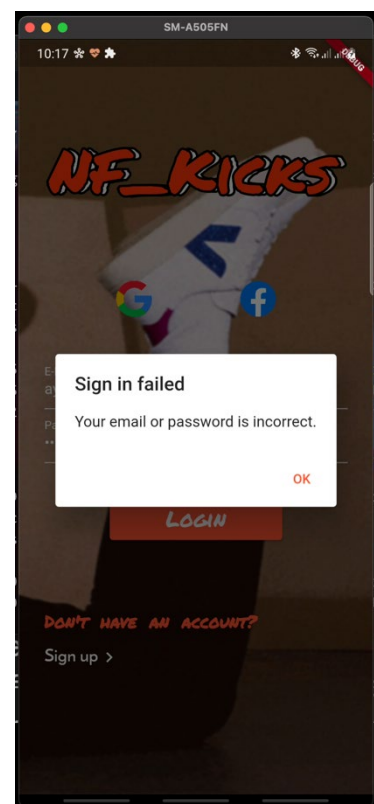 SM-A505FN
10:17
DEBUG
NF_KICKS
Sign in failed
Your email or password is incorrect.
OK
LOGIN
DON'T HAVE AN ACCOUNT?
Sign up >